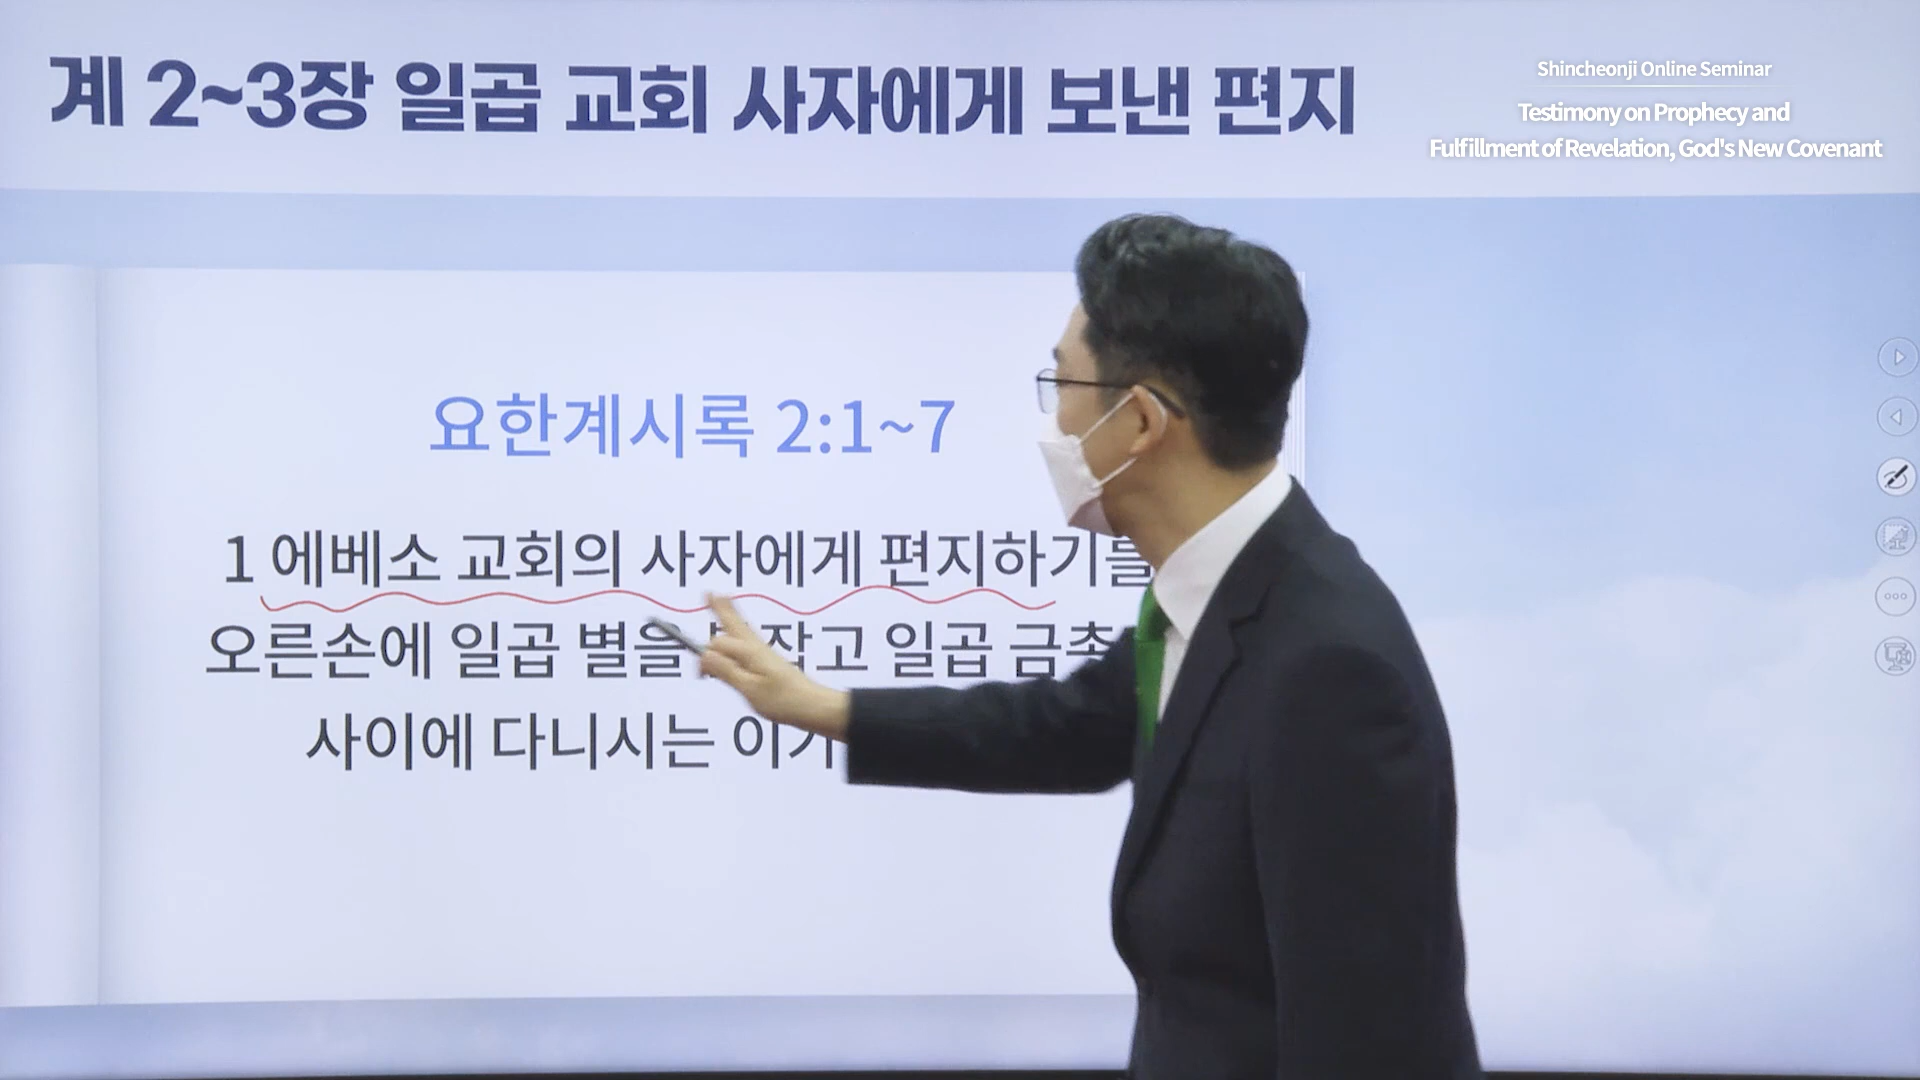 계 2~3장 일곱 교회 사자에게 보낸 편지
Shincheonji Online Seminar
Testimony on Prophecy and
Fulfillment of Revelation, God's New Covenant
요한계시록 2:1~7
1 에베소 교회의 사자에게 편지하기를
오른손에 일곱 별을 일곱 금촛
사이에 다니시는 이가